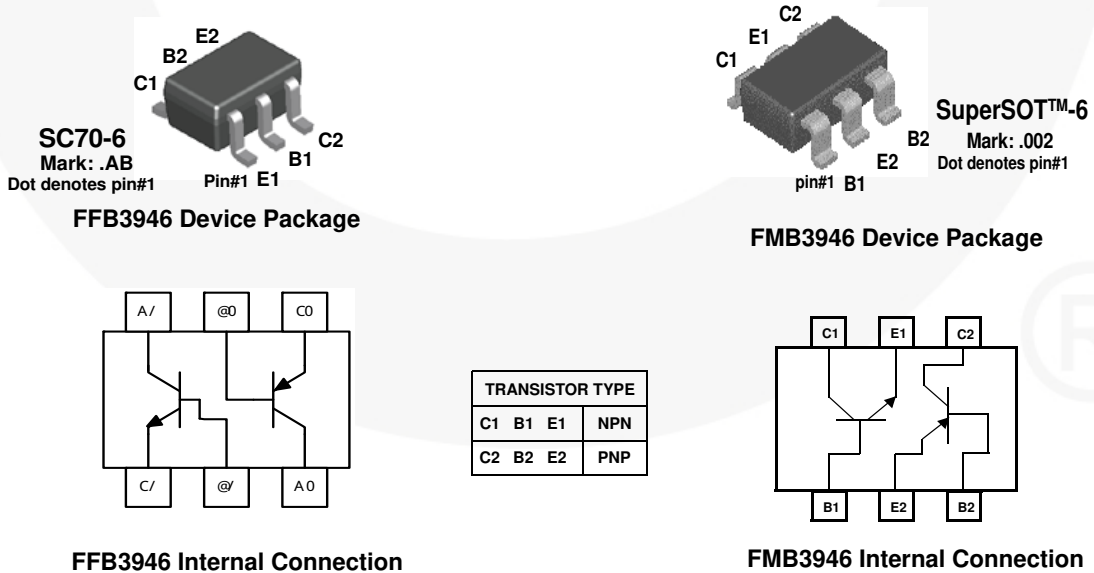 E2
B2
C1
SC70-6
Mark: .AB
Dot denotes pin#1
C2
B1
Pin#1 E1
FFB3946 Device Package
C2
E1
C1
SuperSOT™-6
Mark: .002
Dot denotes pin#1
B2
E2
pin#1 B1
FMB3946 Device Package
A/ @0 C0
C/ @/ A0
FFB3946 Internal Connection
TRANSISTOR TYPE
C1 B1 E1 NPN
C2 B2 E2 PNP
C1 E1 C2
B1 E2 B2
FMB3946 Internal Connection
®